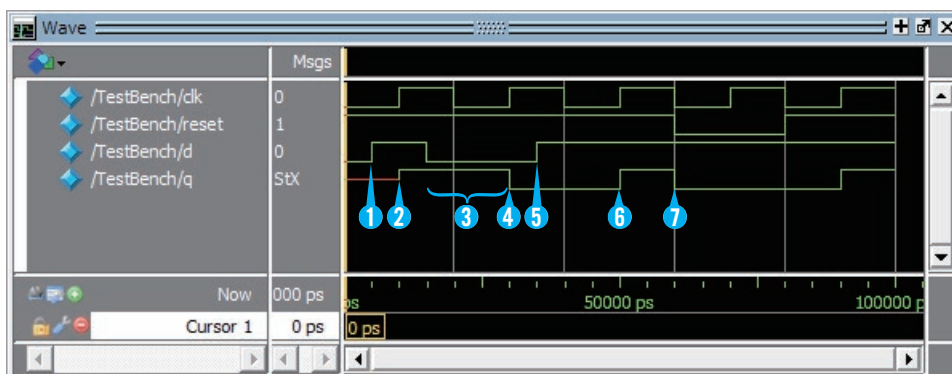 Wave
Msgs
/TestBench/clk 0
/TestBench/reset 1
/TestBench/d 0
/TestBench/q StX
1 2 3 4 5 6 7
Now 000 ps ps 50000 ps 100000 p
Cursor 1 0 ps 0 ps